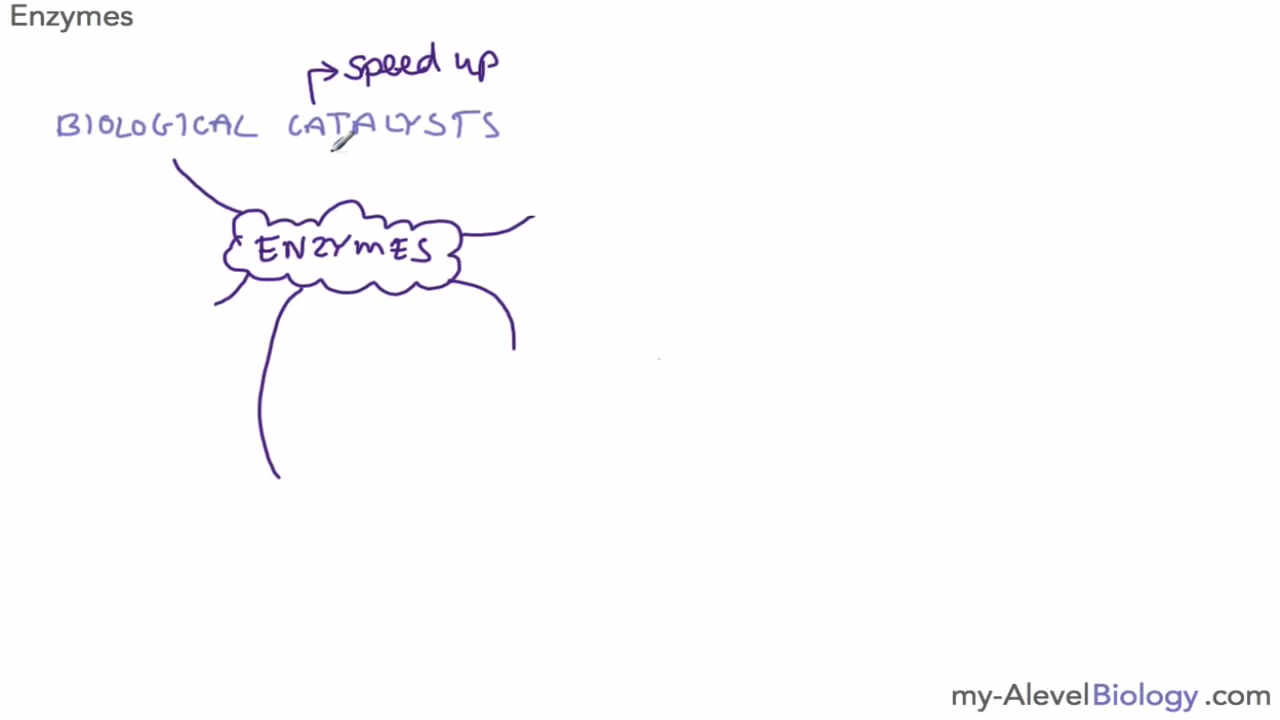 Enzymes
speed up
BIOLOGICAL CATALYSTS
ENZYMES
my-AlevelBiology.com